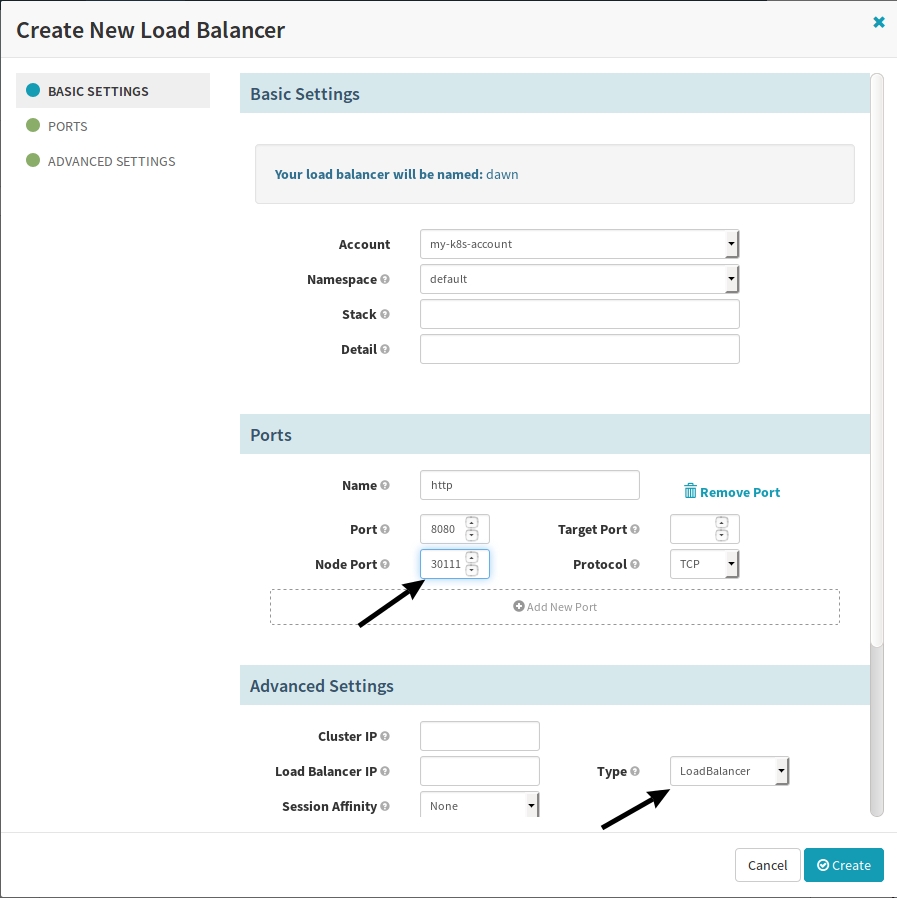 Create New Load Balancer
BASIC SETTINGS
PORTS
ADVANCED SETTINGS
Basic Settings
Your load balancer will be named: dawn
Account my-k8s-account
Namespace default
Stack
Detail
Ports
Name http Remove Port
Port 8080 Target Port
Node Port 30111 Protocol TCP
Add New Port
Advanced Settings
Cluster IP
Load Balancer IP Type LoadBalancer
Session Affinity None
Cancel Create